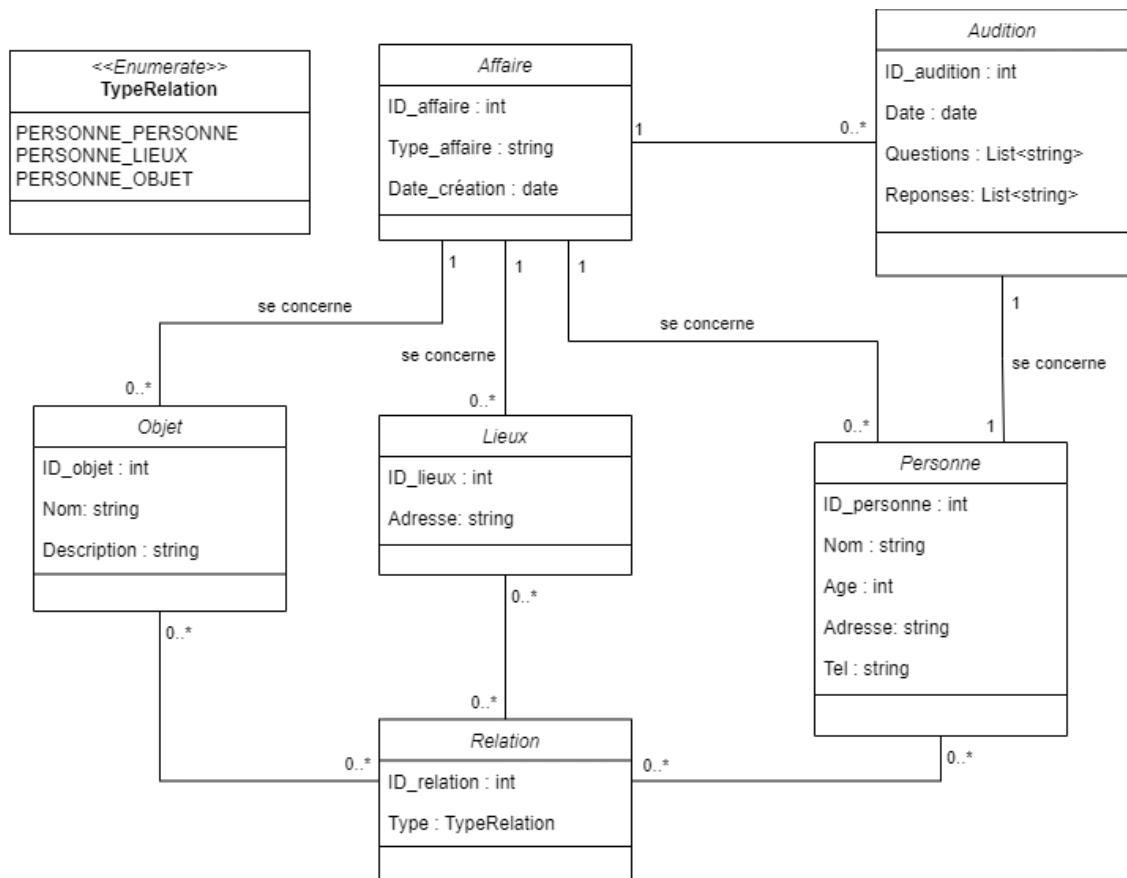 <<Enumerate>>
TypeRelation
PERSONNE_PERSONNE
PERSONNE_LIEUX
PERSONNE_OBJET
Affaire
ID_affaire : int
Type_affaire : string
Date_création : date
1
0..*
Audition
ID_audition : int
Date : date
Questions : List<string>
Reponses: List<string>
1
1
1
1
se concerne
se concerne
se concerne
se concerne
0..*
0..*
0..*
1
Objet
ID_objet : int
Nom: string
Description : string
Lieux
ID_lieux : int
Adresse: string
Personne
ID_personne : int
Nom : string
Age : int
Adresse: string
Tel : string
0..*
0..*
0..*
0..*
0..*
0..*
Relation
ID_relation : int
Type : TypeRelation